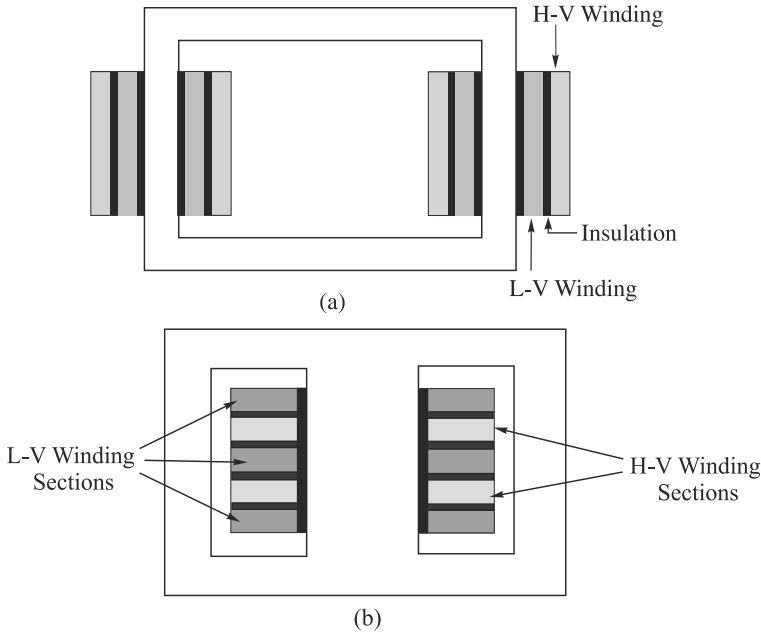 H-V Winding
Insulation
L-V Winding
(a)
L-V Winding
Sections
H-V Winding
Sections
(b)